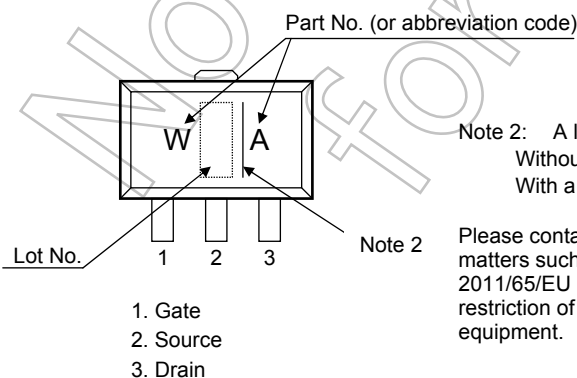 Part No. (or abbreviation code)
W A
Note 2: A l
Withou
With a
Lot No.
1 2 3
Note 2
Please conta
matters such
2011/65/EU
restriction of
equipment.
1. Gate
2. Source
3. Drain